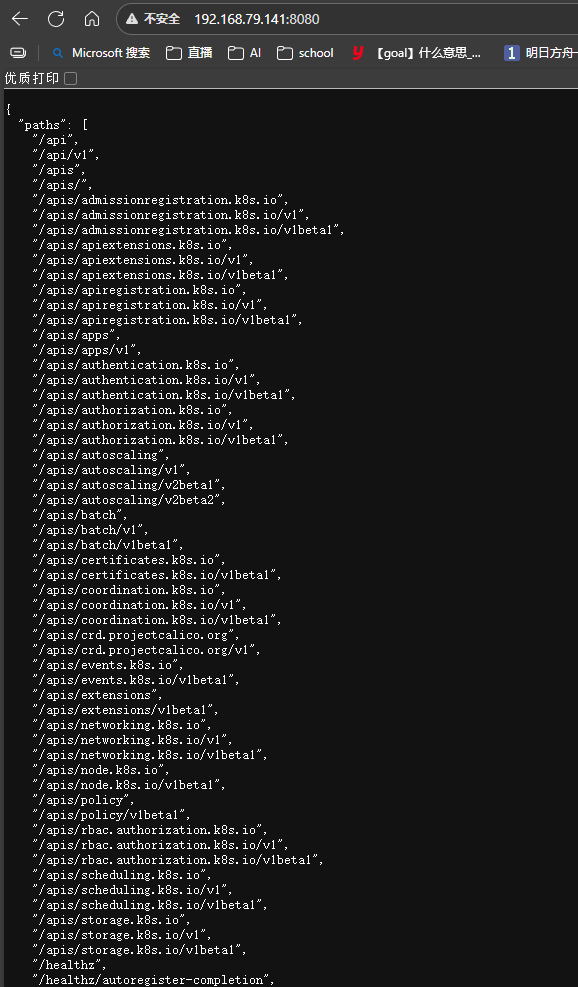 不安全 192.168.79.141:8080
Microsoft 搜索 直播 AI school 【goal】什么意思_... 1 明日方舟
优质打印
{
"paths": [
"/api",
"/api/v1",
"/apis",
"/apis/",
"/apis/admissionregistration.k8s.io",
"/apis/admissionregistration.k8s.io/v1",
"/apis/admissionregistration.k8s.io/v1beta1",
"/apis/apiextensions.k8s.io",
"/apis/apiextensions.k8s.io/v1",
"/apis/apiextensions.k8s.io/v1beta1",
"/apis/apiregistration.k8s.io",
"/apis/apiregistration.k8s.io/v1",
"/apis/apiregistration.k8s.io/v1beta1",
"/apis/apps",
"/apis/apps/v1",
"/apis/authentication.k8s.io",
"/apis/authentication.k8s.io/v1",
"/apis/authentication.k8s.io/v1beta1",
"/apis/authorization.k8s.io",
"/apis/authorization.k8s.io/v1",
"/apis/authorization.k8s.io/v1beta1",
"/apis/autoscaling",
"/apis/autoscaling/v1",
"/apis/autoscaling/v2beta1",
"/apis/autoscaling/v2beta2",
"/apis/batch",
"/apis/batch/v1",
"/apis/batch/v1beta1",
"/apis/certificates.k8s.io",
"/apis/certificates.k8s.io/v1beta1",
"/apis/coordination.k8s.io",
"/apis/coordination.k8s.io/v1",
"/apis/coordination.k8s.io/v1beta1",
"/apis/crd.projectcalico.org",
"/apis/crd.projectcalico.org/v1",
"/apis/events.k8s.io",
"/apis/events.k8s.io/v1beta1",
"/apis/extensions",
"/apis/extensions/v1beta1",
"/apis/networking.k8s.io",
"/apis/networking.k8s.io/v1",
"/apis/networking.k8s.io/v1beta1",
"/apis/node.k8s.io",
"/apis/node.k8s.io/v1beta1",
"/apis/policy",
"/apis/policy/v1beta1",
"/apis/rbac.authorization.k8s.io",
"/apis/rbac.authorization.k8s.io/v1",
"/apis/rbac.authorization.k8s.io/v1beta1",
"/apis/scheduling.k8s.io",
"/apis/scheduling.k8s.io/v1",
"/apis/scheduling.k8s.io/v1beta1",
"/apis/storage.k8s.io",
"/apis/storage.k8s.io/v1",
"/apis/storage.k8s.io/v1beta1",
"/healthz",
"/healthz/autoregister-completion",